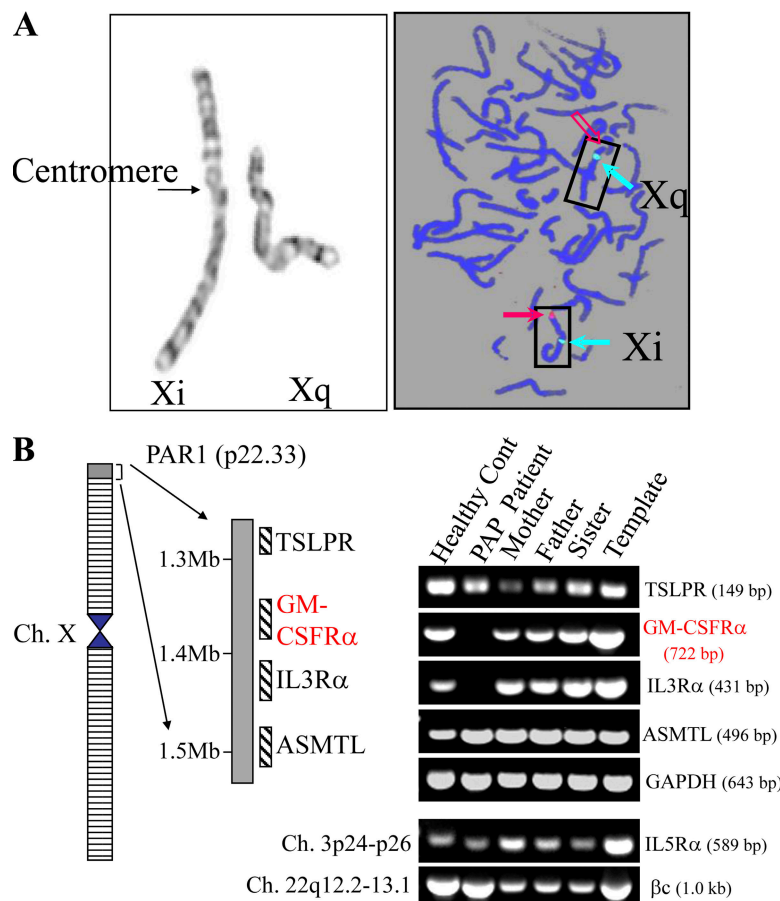 A
Centromere
Xi
Xq
Xq
Xi
B
PAR1 (p22.33)
Ch. X
1.3Mb
1.4Mb
1.5Mb
TSLPR
GM-
CSFRα
IL3Rα
ASMTL
Healthy Cont
PAP Patient
Mother
Father
Sister
Template
TSLPR (149 bp)
GM-CSFRα
(722 bp)
IL3Rα (431 bp)
ASMTL (496 bp)
GAPDH (643 bp)
Ch. 3p24-p26
IL5Rα (589 bp)
Ch. 22q12.2-13.1
βc (1.0 kb)